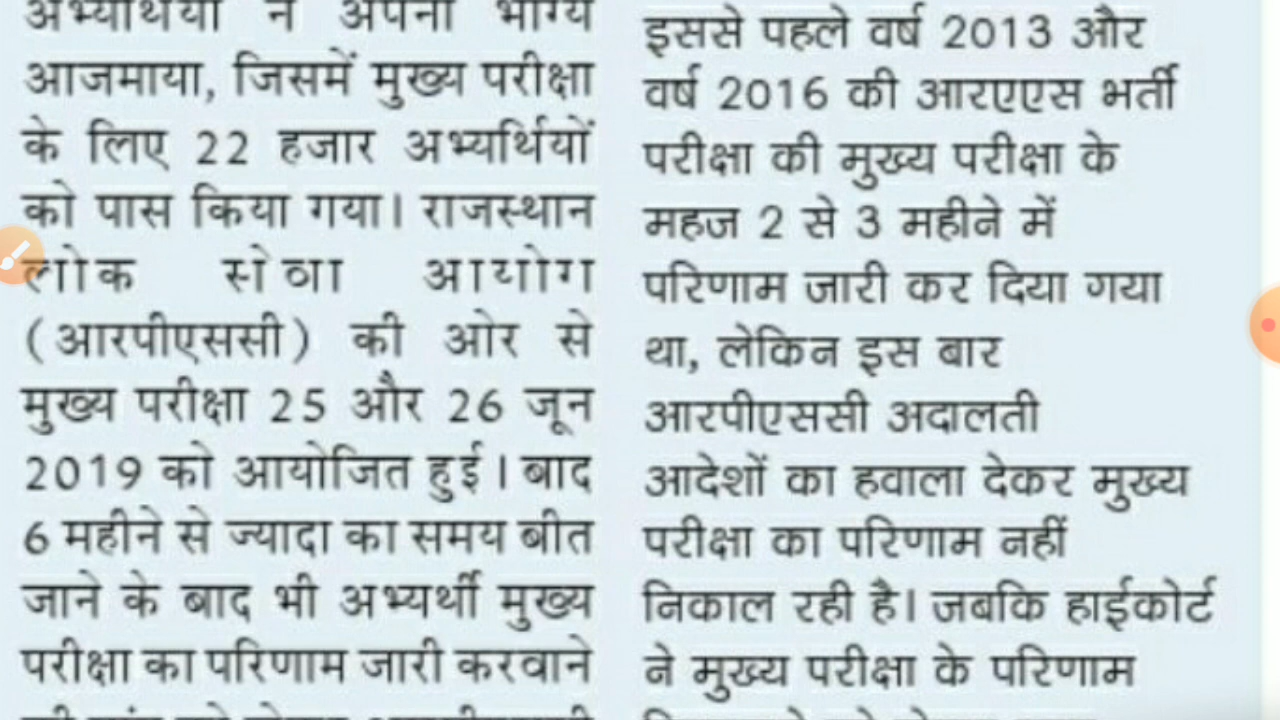 अभ्यर्थियों ने अपना भाग्य
आजमाया, जिसमें मुख्य परीक्षा
के लिए 22 हजार अभ्यर्थियों
को पास किया गया। राजस्थान
लोक सेवा आयोग
(आरपीएससी) की ओर से
मुख्य परीक्षा 25 और 26 जून
2019 को आयोजित हुई । बाद
6 महीने से ज्यादा का समय बीत
जाने के बाद भी अभ्यर्थी मुख्य
परीक्षा का परिणाम जारी करवाने
इससे पहले वर्ष 2013 और
वर्ष 2016 की आरएएस भर्ती
परीक्षा की मुख्य परीक्षा के
महज 2 से 3 महीने में
परिणाम जारी कर दिया गया
था, लेकिन इस बार
आरपीएससी अदालती
आदेशों का हवाला देकर मुख्य
परीक्षा का परिणाम नहीं
निकाल रही है। जबकि हाईकोर्ट
ने मुख्य परीक्षा के परिणाम